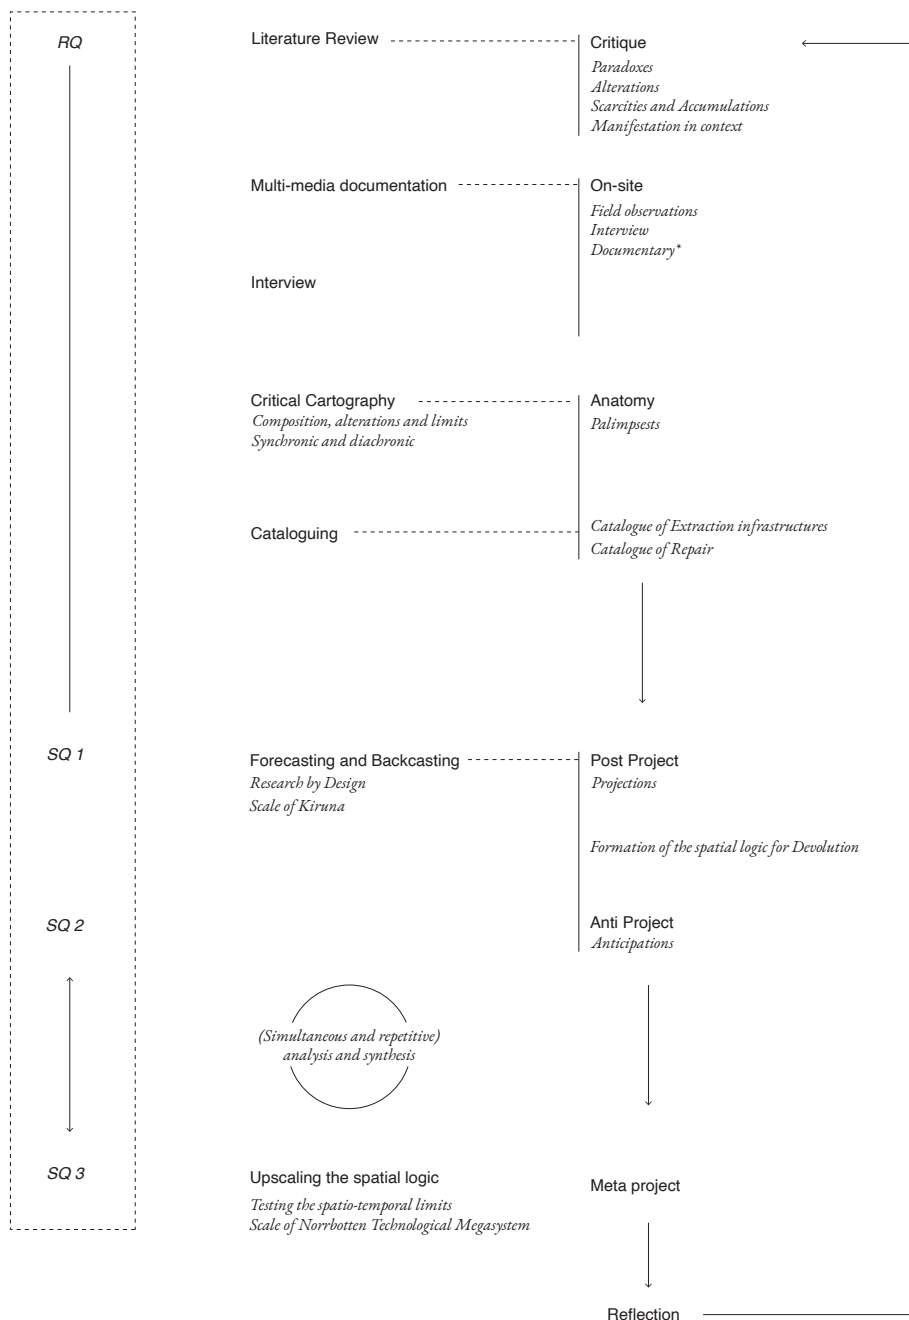 RQ
Literature Review
Critique
Paradoxes
Alterations
Scarcities and Accumulations
Manifestation in context
Multi-media documentation
On-site
Field observations
Interview
Documentary*
Interview
Critical Cartography
Composition, alterations and limits
Synchronic and diachronic
Anatomy
Palimpsests
Cataloguing
Catalogue of Extraction infrastructures
Catalogue of Repair
SQ 1
Forecasting and Backcasting
Research by Design
Scale of Kiruna
Post Project
Projections
Formation of the spatial logic for Devolution
SQ 2
Anti Project
Anticipations
(Simultaneous and repetitive)
analysis and synthesis
SQ 3
Upscaling the spatial logic
Testing the spatio-temporal limits
Scale of Norrbotten Technological Megasystem
Meta project
Reflection